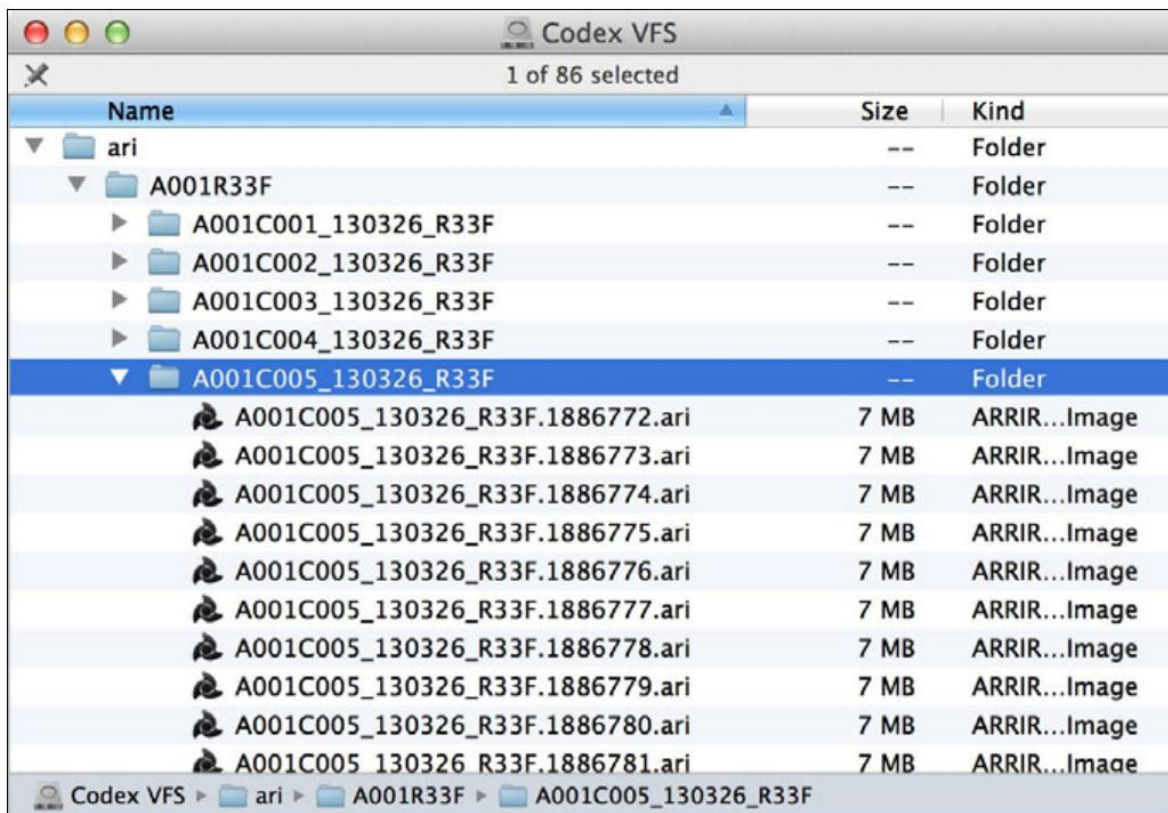 Codex VFS
1 of 86 selected
Name Size Kind
ari -- Folder
A001R33F -- Folder
A001C001_130326_R33F -- Folder
A001C002_130326_R33F -- Folder
A001C003_130326_R33F -- Folder
A001C004_130326_R33F -- Folder
A001C005_130326_R33F -- Folder
A001C005_130326_R33F.1886772.ari 7 MB ARRIR...Image
A001C005_130326_R33F.1886773.ari 7 MB ARRIR...Image
A001C005_130326_R33F.1886774.ari 7 MB ARRIR...Image
A001C005_130326_R33F.1886775.ari 7 MB ARRIR...Image
A001C005_130326_R33F.1886776.ari 7 MB ARRIR...Image
A001C005_130326_R33F.1886777.ari 7 MB ARRIR...Image
A001C005_130326_R33F.1886778.ari 7 MB ARRIR...Image
A001C005_130326_R33F.1886779.ari 7 MB ARRIR...Image
A001C005_130326_R33F.1886780.ari 7 MB ARRIR...Image
A001C005_130326_R33F.1886781.ari 7 MB ARRIR...Image
Codex VFS ari A001R33F A001C005_130326_R33F